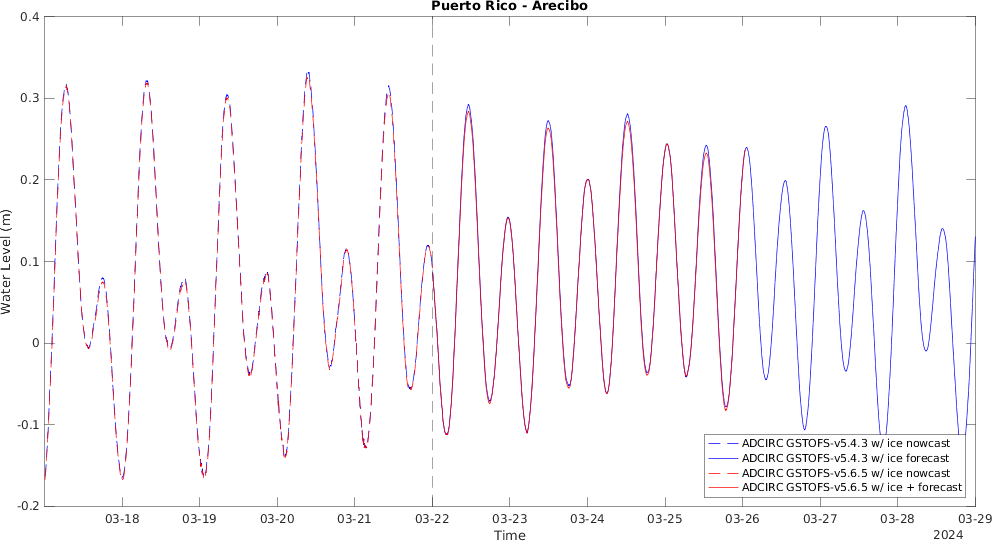 Puerto Rico - Arecibo
0.4
0.3
0.2
0.1
0
-0.1
-0.2
Water Level (m)
ADCIRC GSTOFS-v5.4.3 w/ ice nowcast
ADCIRC GSTOFS-v5.4.3 w/ ice forecast
ADCIRC GSTOFS-v5.6.5 w/ ice nowcast
ADCIRC GSTOFS-v5.6.5 w/ ice + forecast
03-18 03-19 03-20 03-21 03-22 03-23 03-24 03-25 03-26 03-27 03-28 03-29
Time
2024